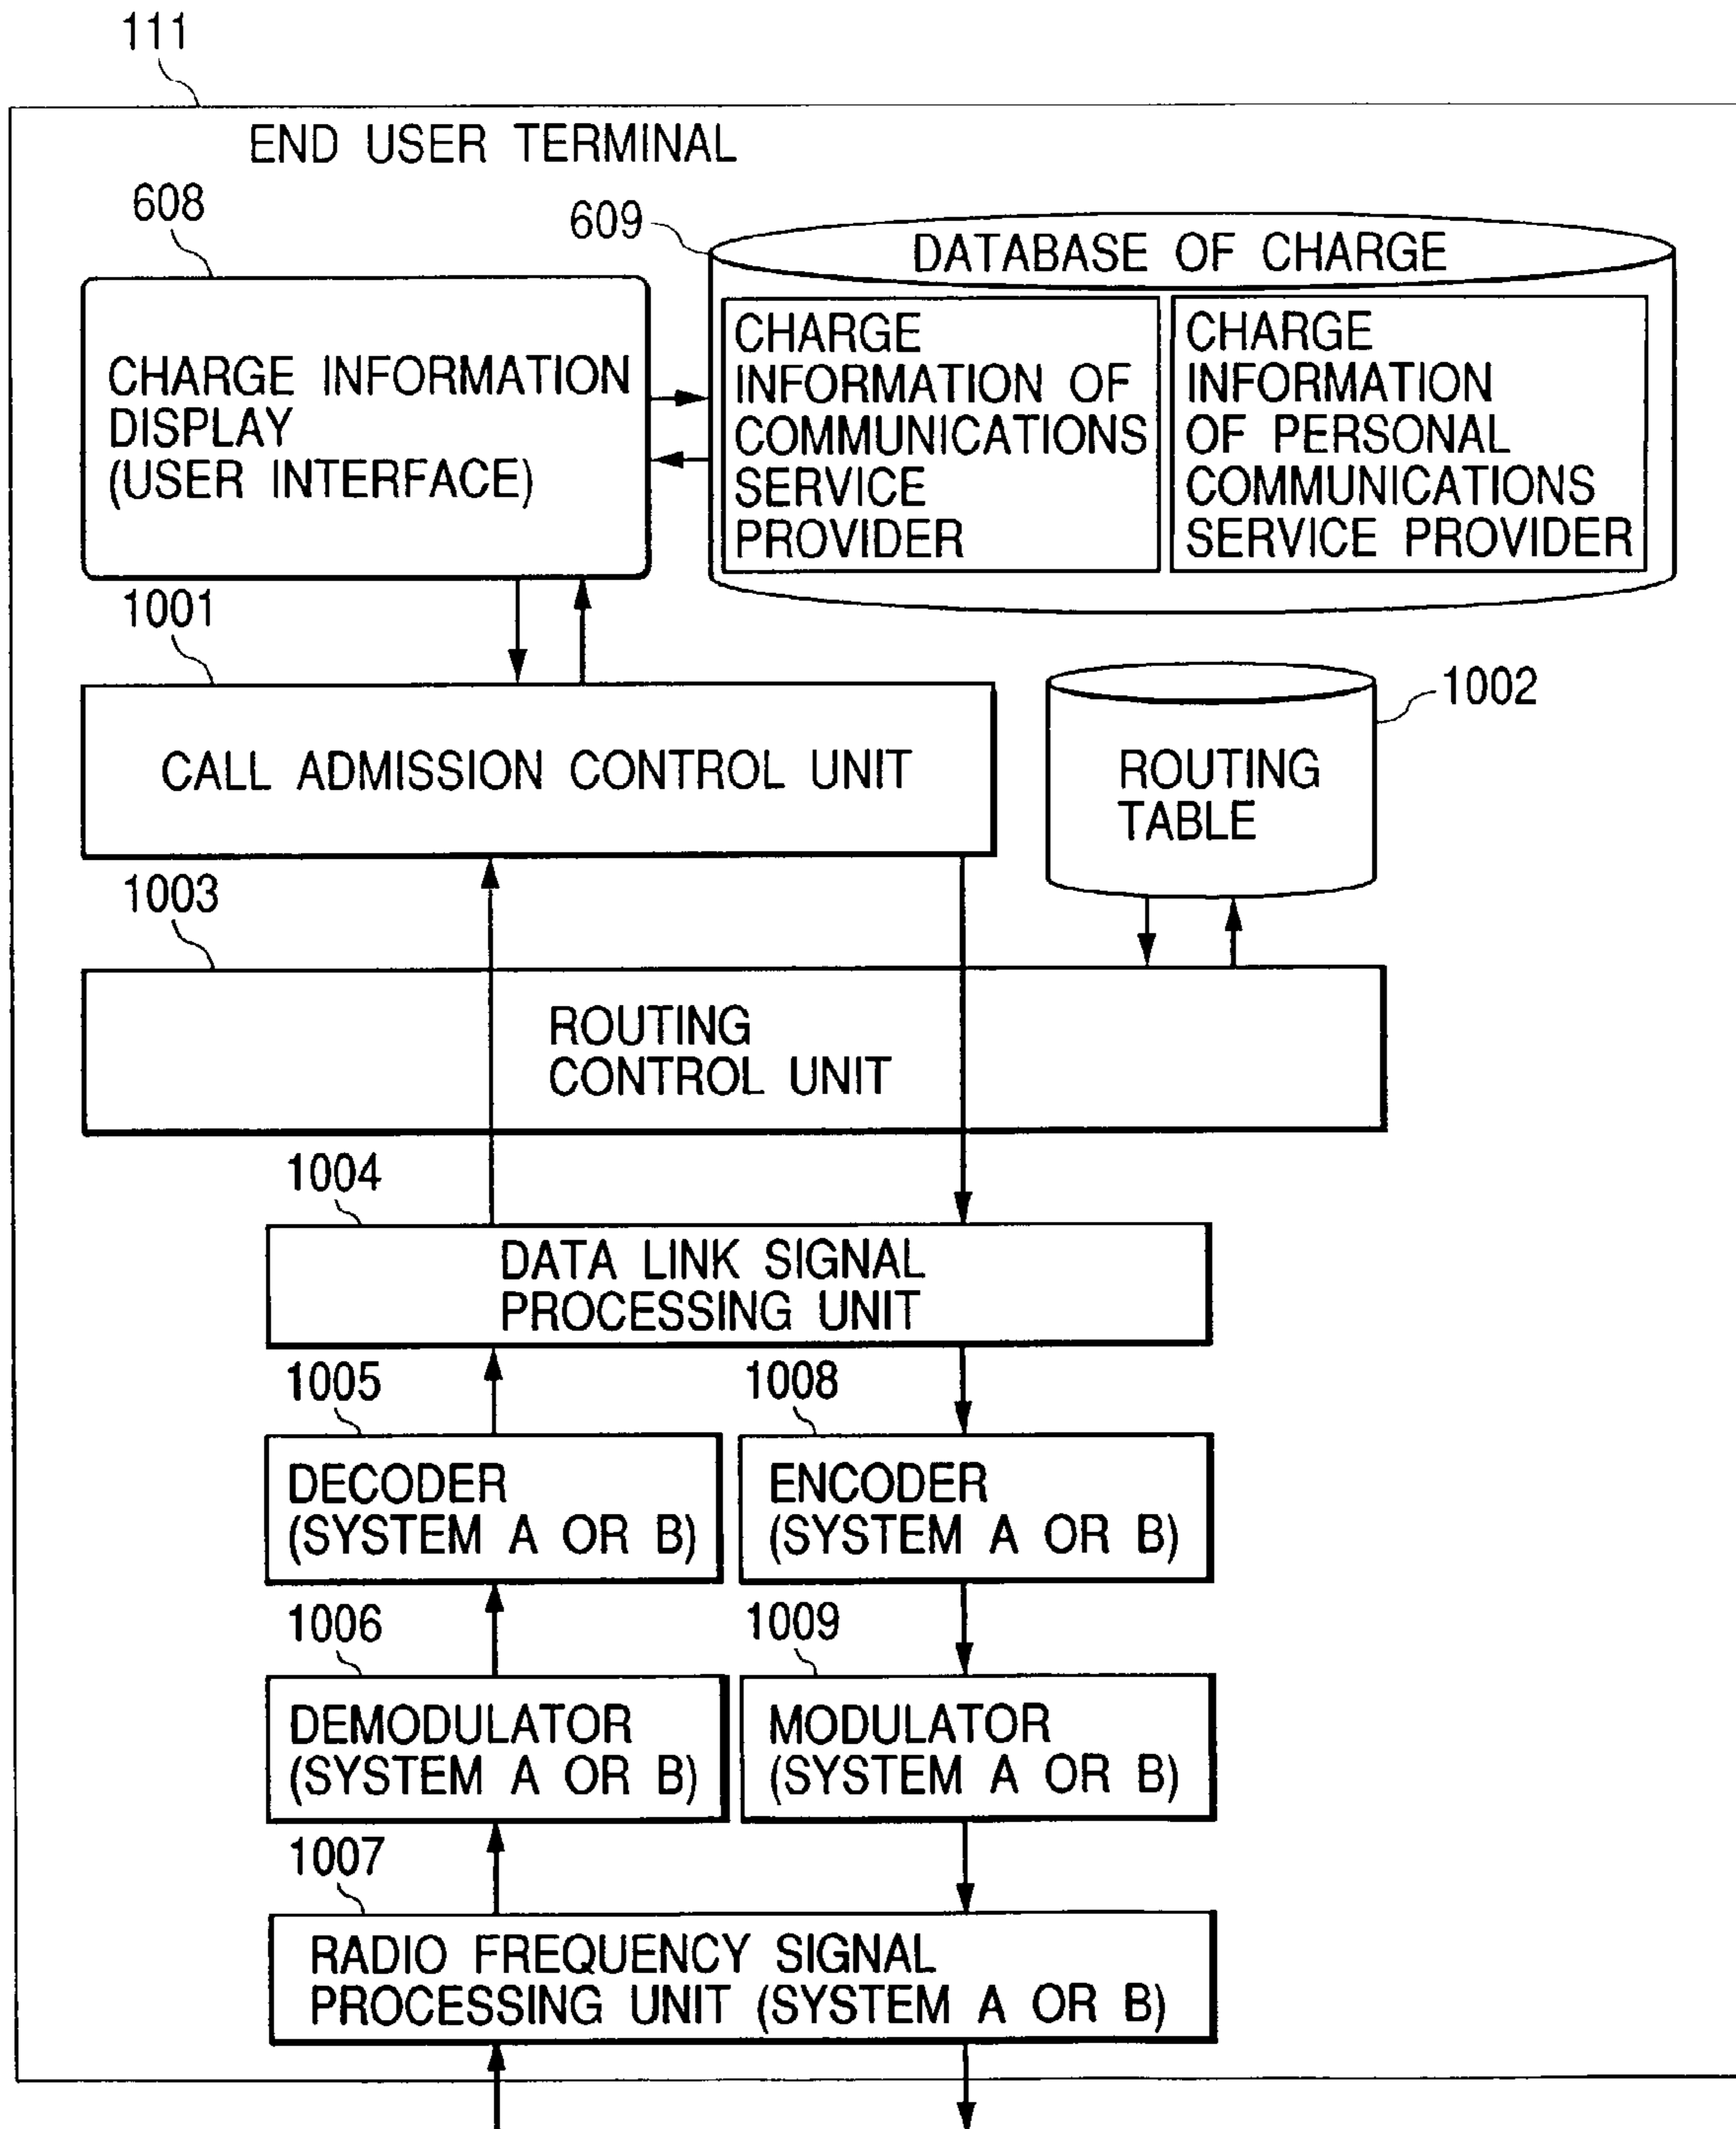 111
END USER TERMINAL
608
609
DATABASE OF CHARGE
CHARGE INFORMATION
DISPLAY
(USER INTERFACE)
CHARGE
INFORMATION OF
COMMUNICATIONS
SERVICE
PROVIDER
CHARGE
INFORMATION
OF PERSONAL
COMMUNICATIONS
SERVICE PROVIDER
1001
CALL ADMISSION CONTROL UNIT
1002
ROUTING
TABLE
1003
ROUTING
CONTROL UNIT
1004
DATA LINK SIGNAL
PROCESSING UNIT
1005
DECODER
(SYSTEM A OR B)
1008
ENCODER
(SYSTEM A OR B)
1006
DEMODULATOR
(SYSTEM A OR B)
1009
MODULATOR
(SYSTEM A OR B)
1007
RADIO FREQUENCY SIGNAL
PROCESSING UNIT (SYSTEM A OR B)